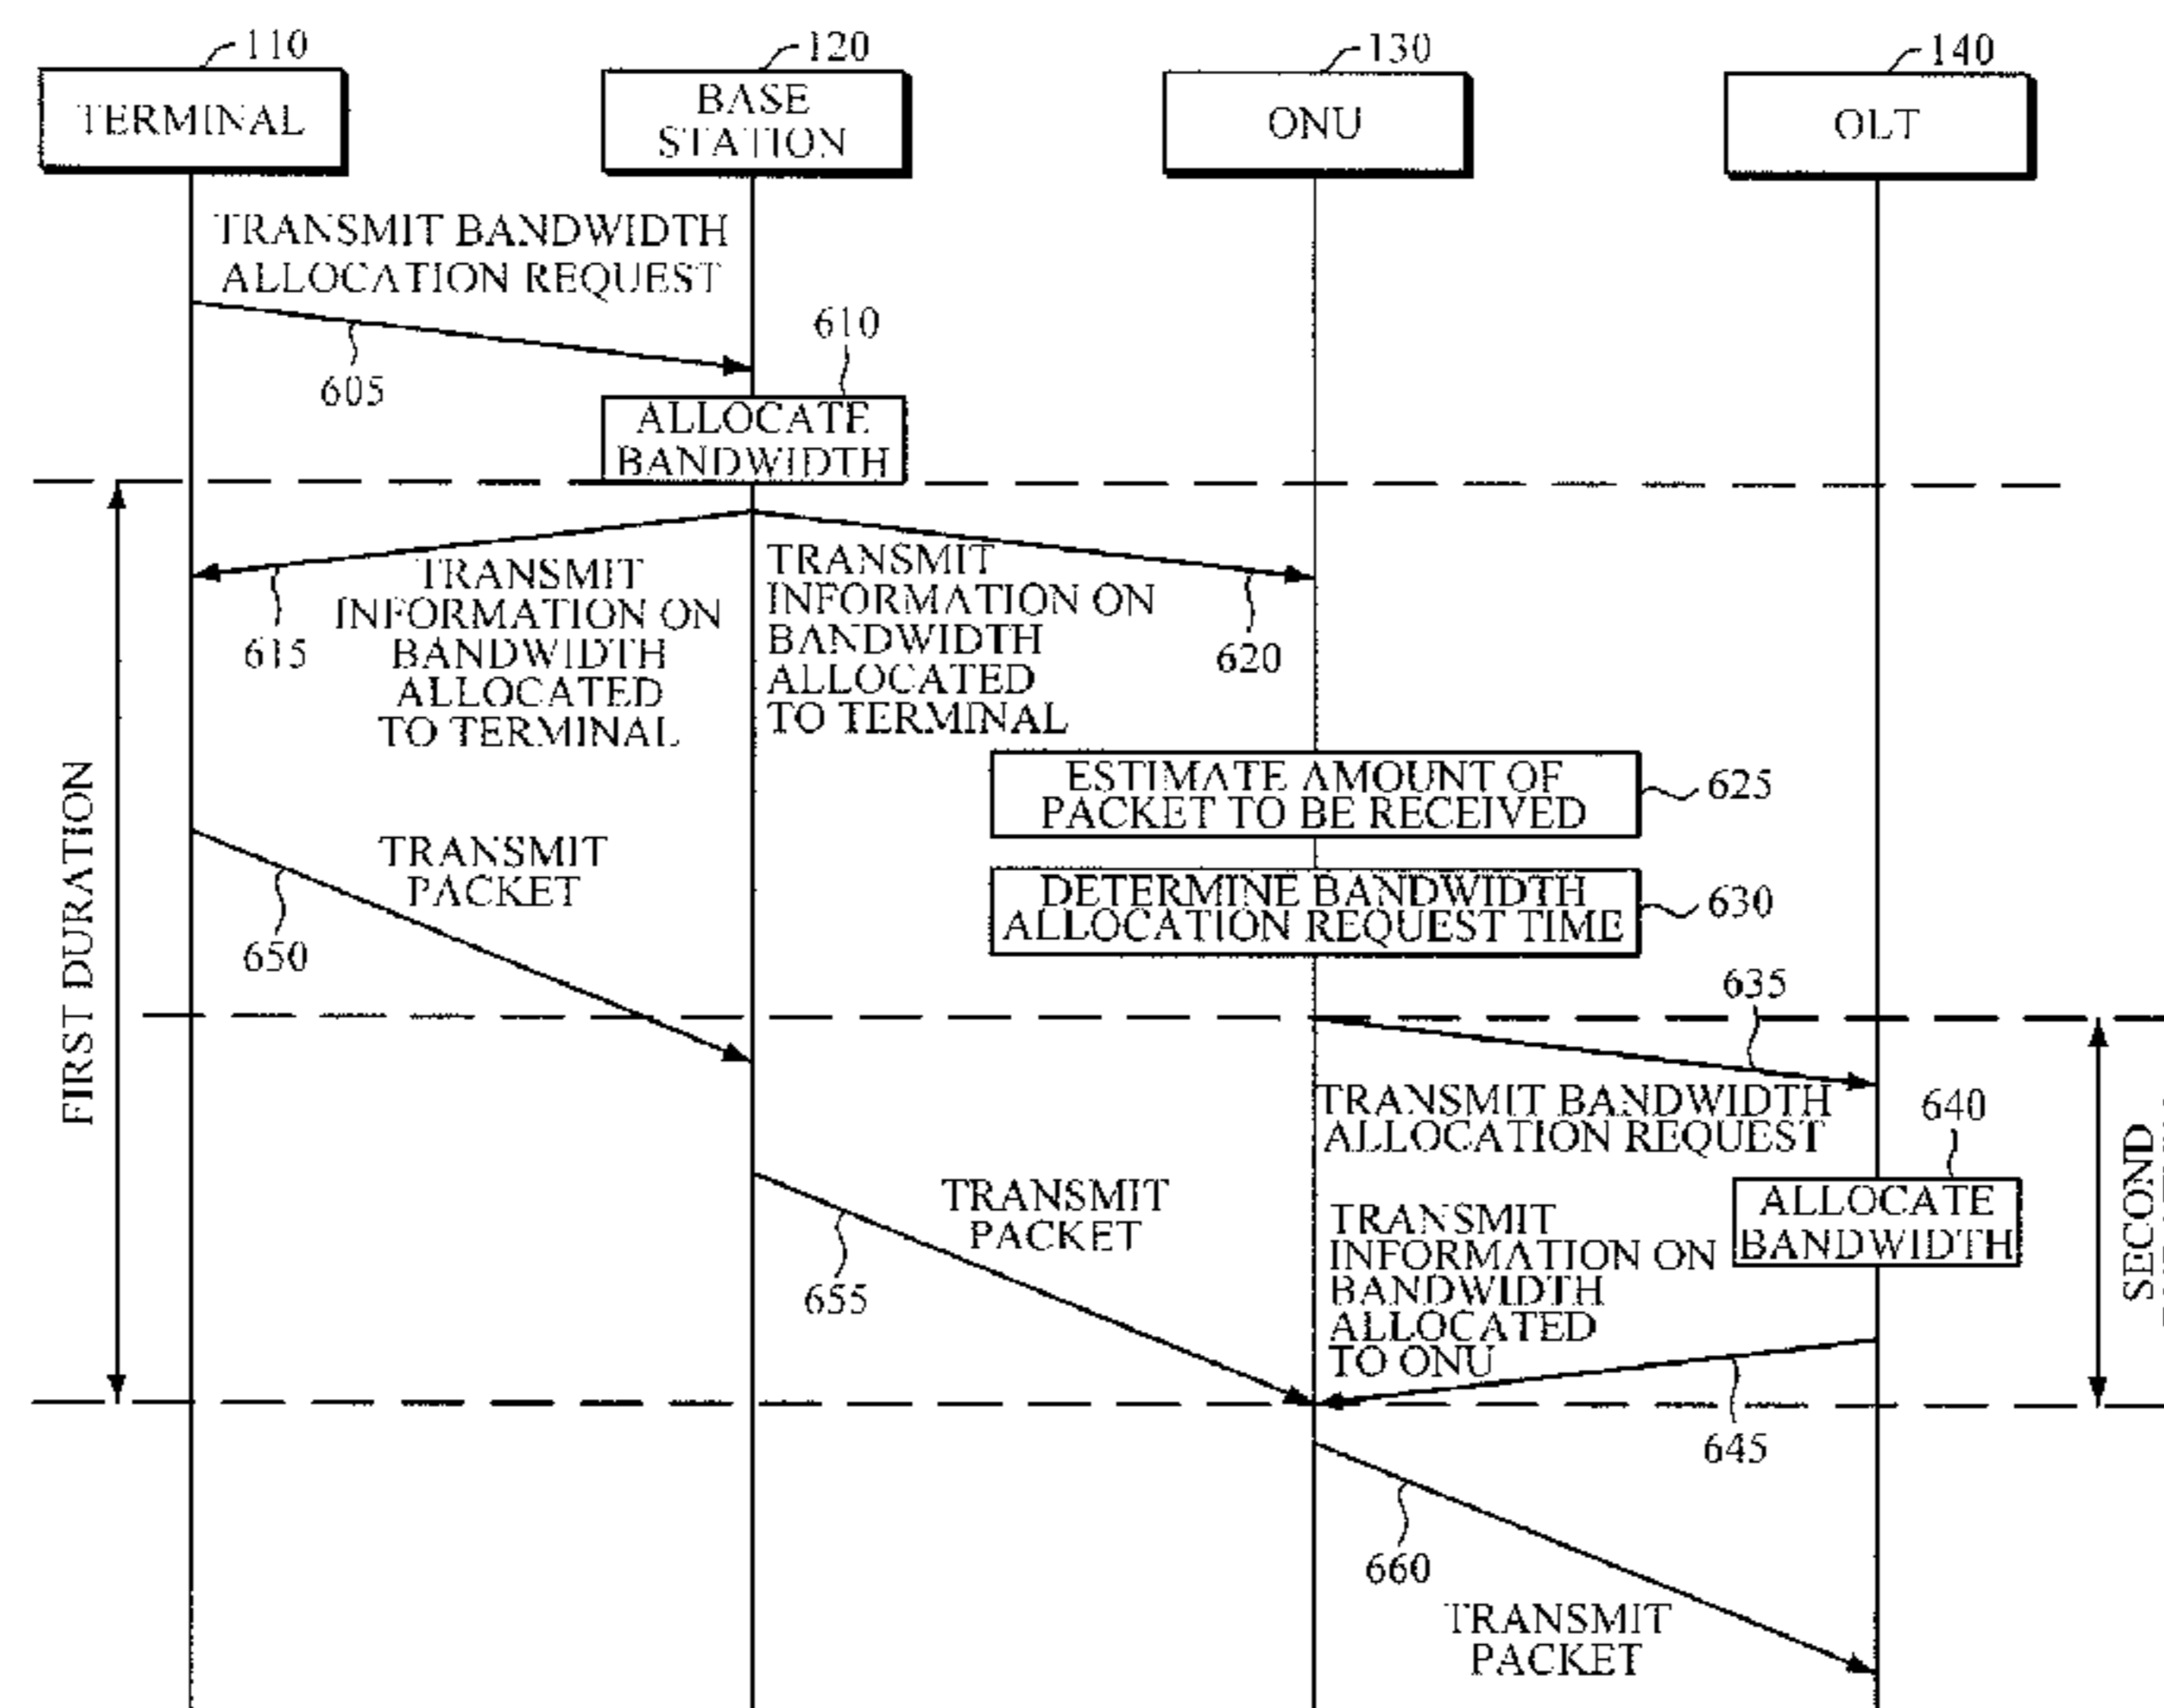 110
120
130
140
TERMINAL
BASE
STATION
ONU
OLT
TRANSMIT BANDWIDTH
ALLOCATION REQUEST
605
610
ALLOCATE
BANDWIDTH
TRANSMIT
INFORMATION ON
BANDWIDTH
ALLOCATED
TO TERMINAL
615
TRANSMIT
INFORMATION ON
BANDWIDTH
ALLOCATED
TO TERMINAL
620
ESTIMATE AMOUNT OF
PACKET TO BE RECEIVED
625
DETERMINE BANDWIDTH
ALLOCATION REQUEST TIME
630
FIRST DURATION
TRANSMIT
PACKET
650
635
TRANSMIT BANDWIDTH
ALLOCATION REQUEST
640
ALLOCATE
BANDWIDTH
SECOND
TRANSMIT
PACKET
655
TRANSMIT
INFORMATION ON
BANDWIDTH
ALLOCATED
TO ONU
645
660
TRANSMIT
PACKET